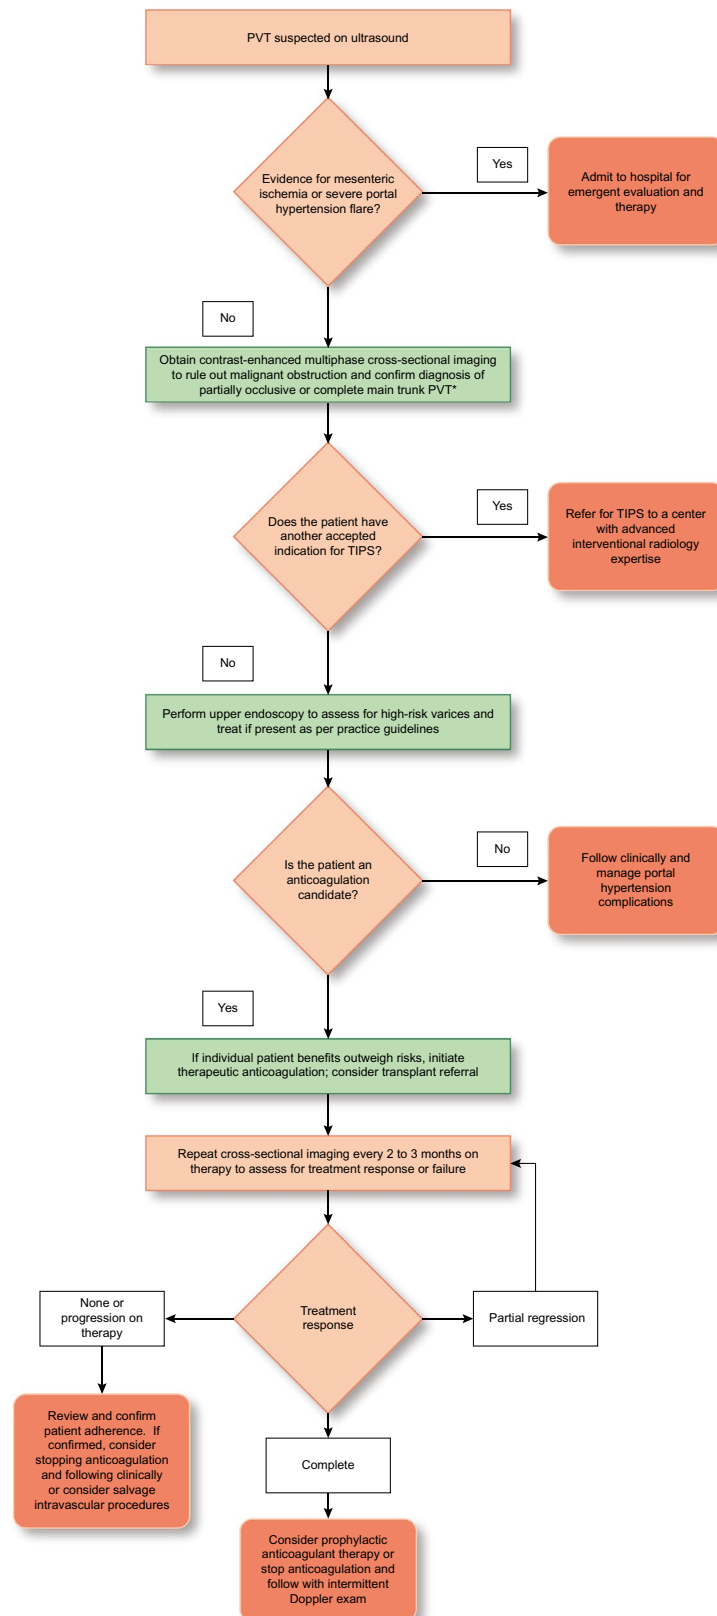 PVT suspected on ultrasound
Evidence for mesenteric
ischemia or severe portal
hypertension flare?
Yes
Admit to hospital for
emergent evaluation and
therapy
No
Obtain contrast-enhanced multiphase cross-sectional imaging
to rule out malignant obstruction and confirm diagnosis of
partially occlusive or complete main trunk PVT*
Does the patient have
another accepted
indication for TIPS?
Yes
Refer for TIPS to a center
with advanced
interventional radiology
expertise
No
Perform upper endoscopy to assess for high-risk varices and
treat if present as per practice guidelines
Is the patient an
anticoagulation
candidate?
No
Follow clinically and
manage portal
hypertension
complications
Yes
If individual patient benefits outweigh risks, initiate
therapeutic anticoagulation; consider transplant referral
Repeat cross-sectional imaging every 2 to 3 months on
therapy to assess for treatment response or failure
Treatment
response
None or
progression on
therapy
Partial regression
Review and confirm
patient adherence. If
confirmed, consider
stopping anticoagulation
and following clinically
or consider salvage
intravascular procedures
Complete
Consider prophylactic
anticoagulant therapy or
stop anticoagulation and
follow with intermittent
Doppler exam